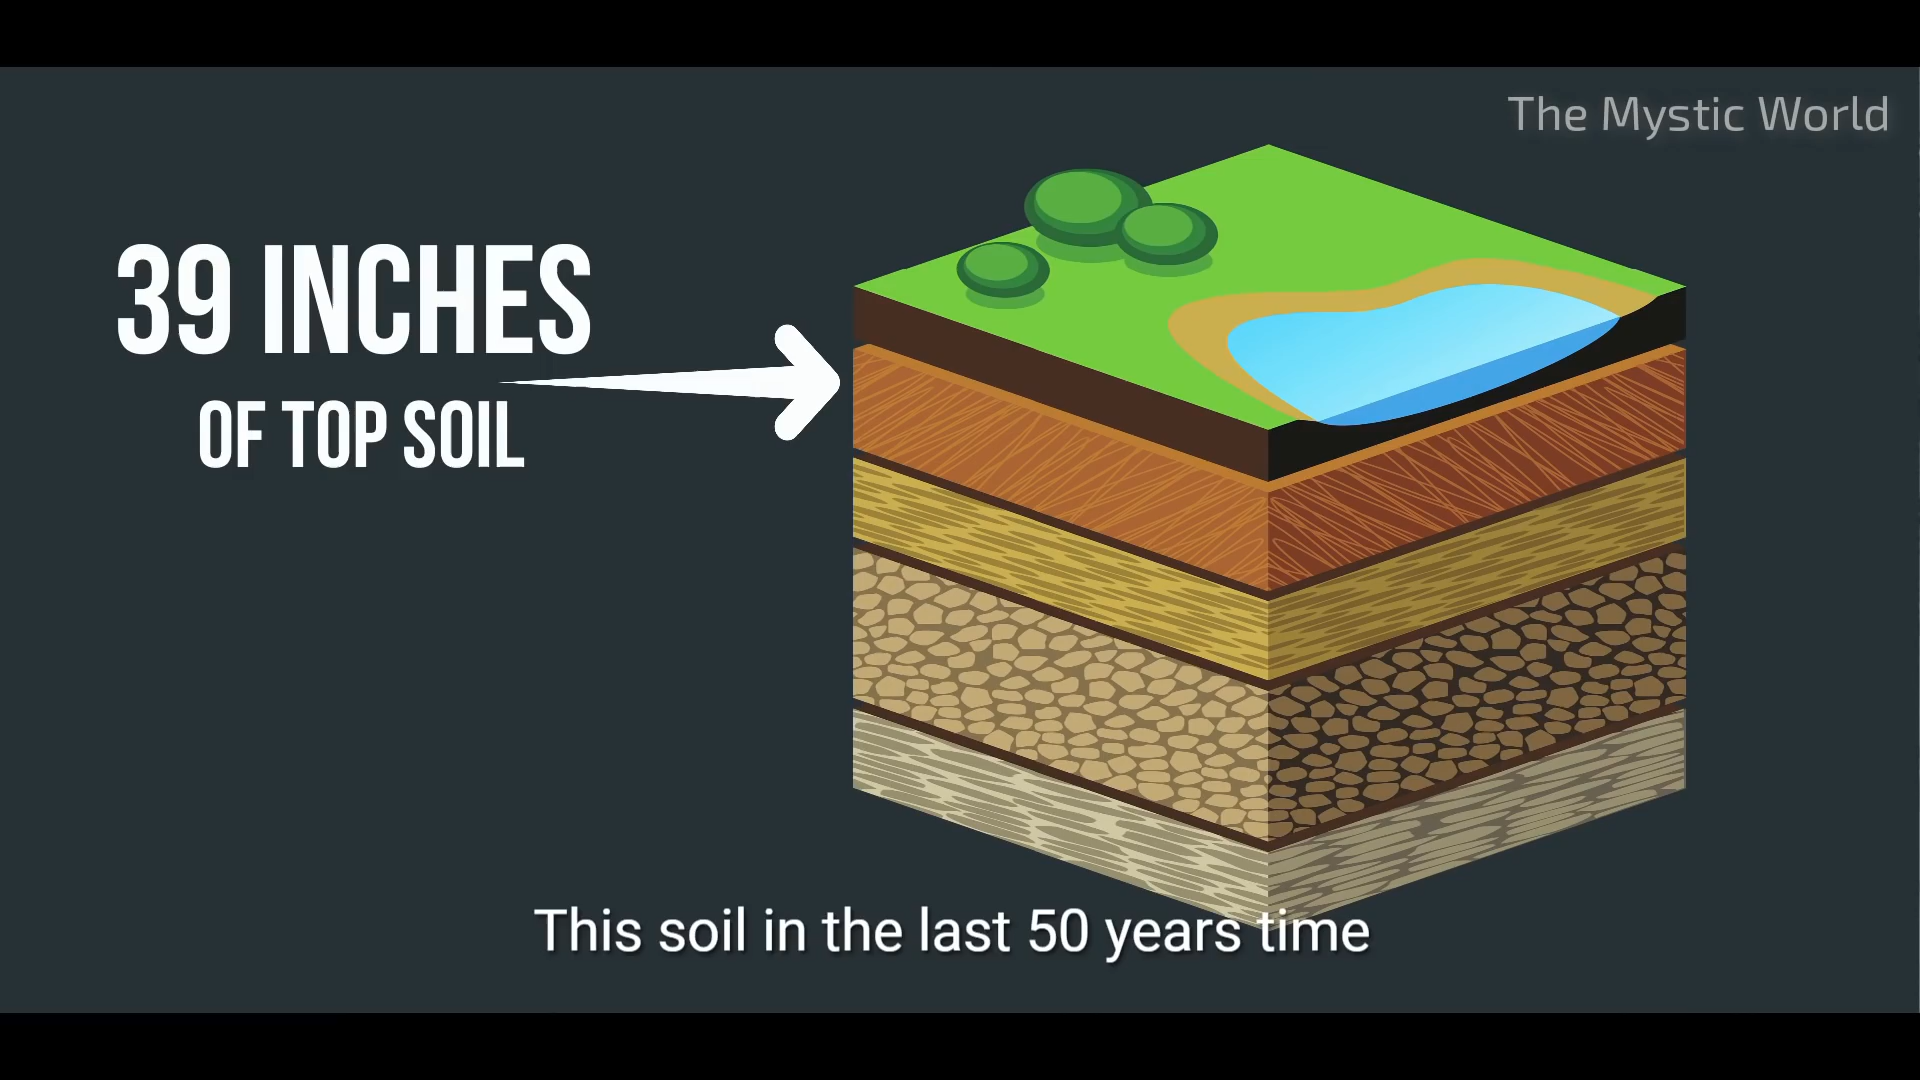 The Mystic World
39 INCHES
OF TOP SOIL
This soil in the last 50 years time